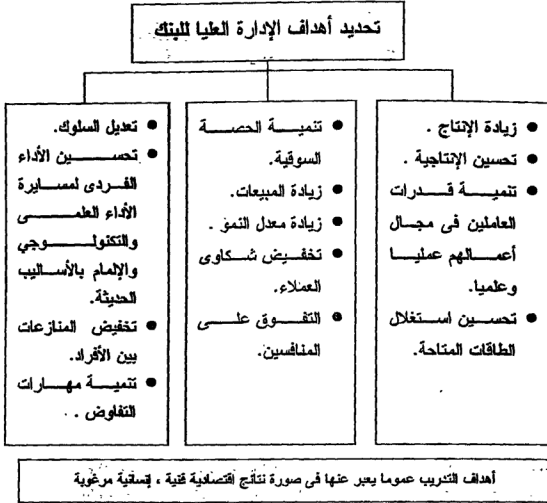 تحديد أهداف الإدارة العليا للبنك
● زيادة الإنتاج .
● تحسين الإنتاجية .
● تنمية قدرات
العاملين فى مجال
أعمالهم عمليا
وعلميا.
● تحسين استغلال
الطاقات المتاحة.
● تنمية الحصة
السوقية.
● زيادة المبيعات.
● زيادة معدل النمو .
● تخفيض شكاوى
العملاء.
● التفوق على
المنافسين.
● تعديل السلوك.
● تحسين الأداء
الفردى لمسايرة
الأداء العلمى
والتكنولوجي
والإلمام بالأساليب
الحديثة.
● تخفيض المنازعات
بين الأفراد.
● تنمية مهارات
التفاوض .
أهداف التدريب عموما يعبر عنها فى صورة نتائج اقتصادية فنية ، إنسانية مرغوبة